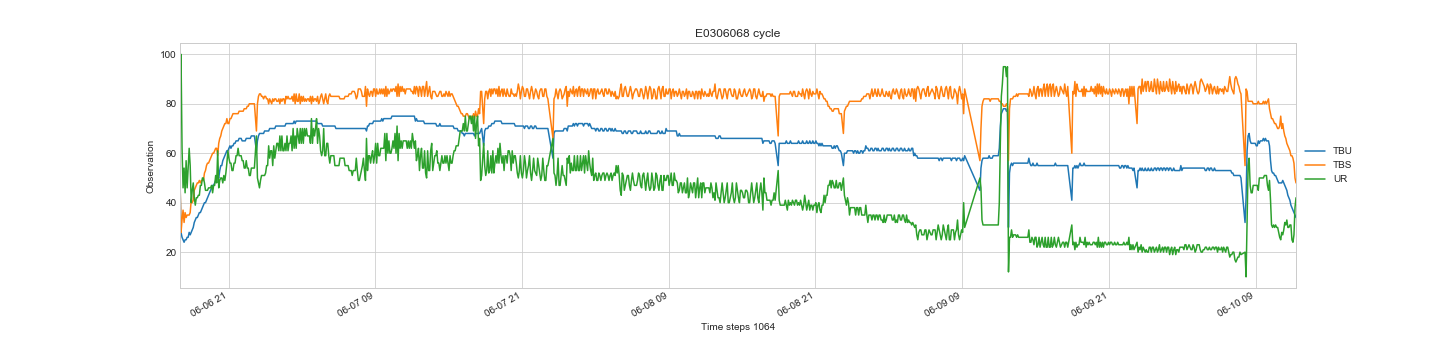 E0306068 cycle
100
80
60
40
20
Observation
TBU
TBS
UR
06-06 21
06-07 09
06-07 21
06-08 09
06-08 21
06-09 09
06-09 21
06-10 09
Time steps 1064